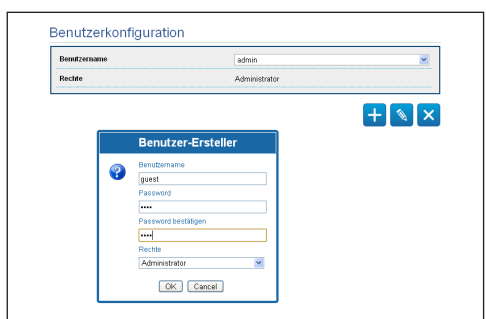 Benutzerkonfiguration
Benutzername admin
Rechte Administrator
Benutzer-Ersteller
Benutzername
guest
Password
••••
Password bestätigen
••••
Rechte
Administrator
OK Cancel